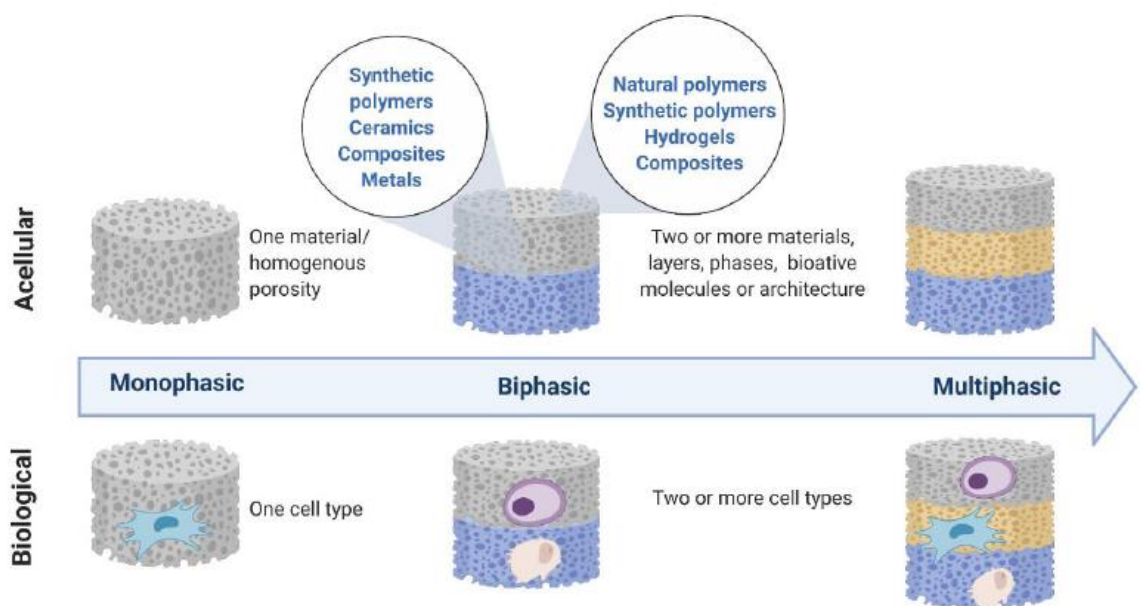 Synthetic
polymers
Ceramics
Composites
Metals
Natural polymers
Synthetic polymers
Hydrogels
Composites
Acellular
One material/
homogenous
porosity
Two or more materials,
layers, phases, bioative
molecules or architecture
Monophasic
Biphasic
Multiphasic
Biological
One cell type
Two or more cell types